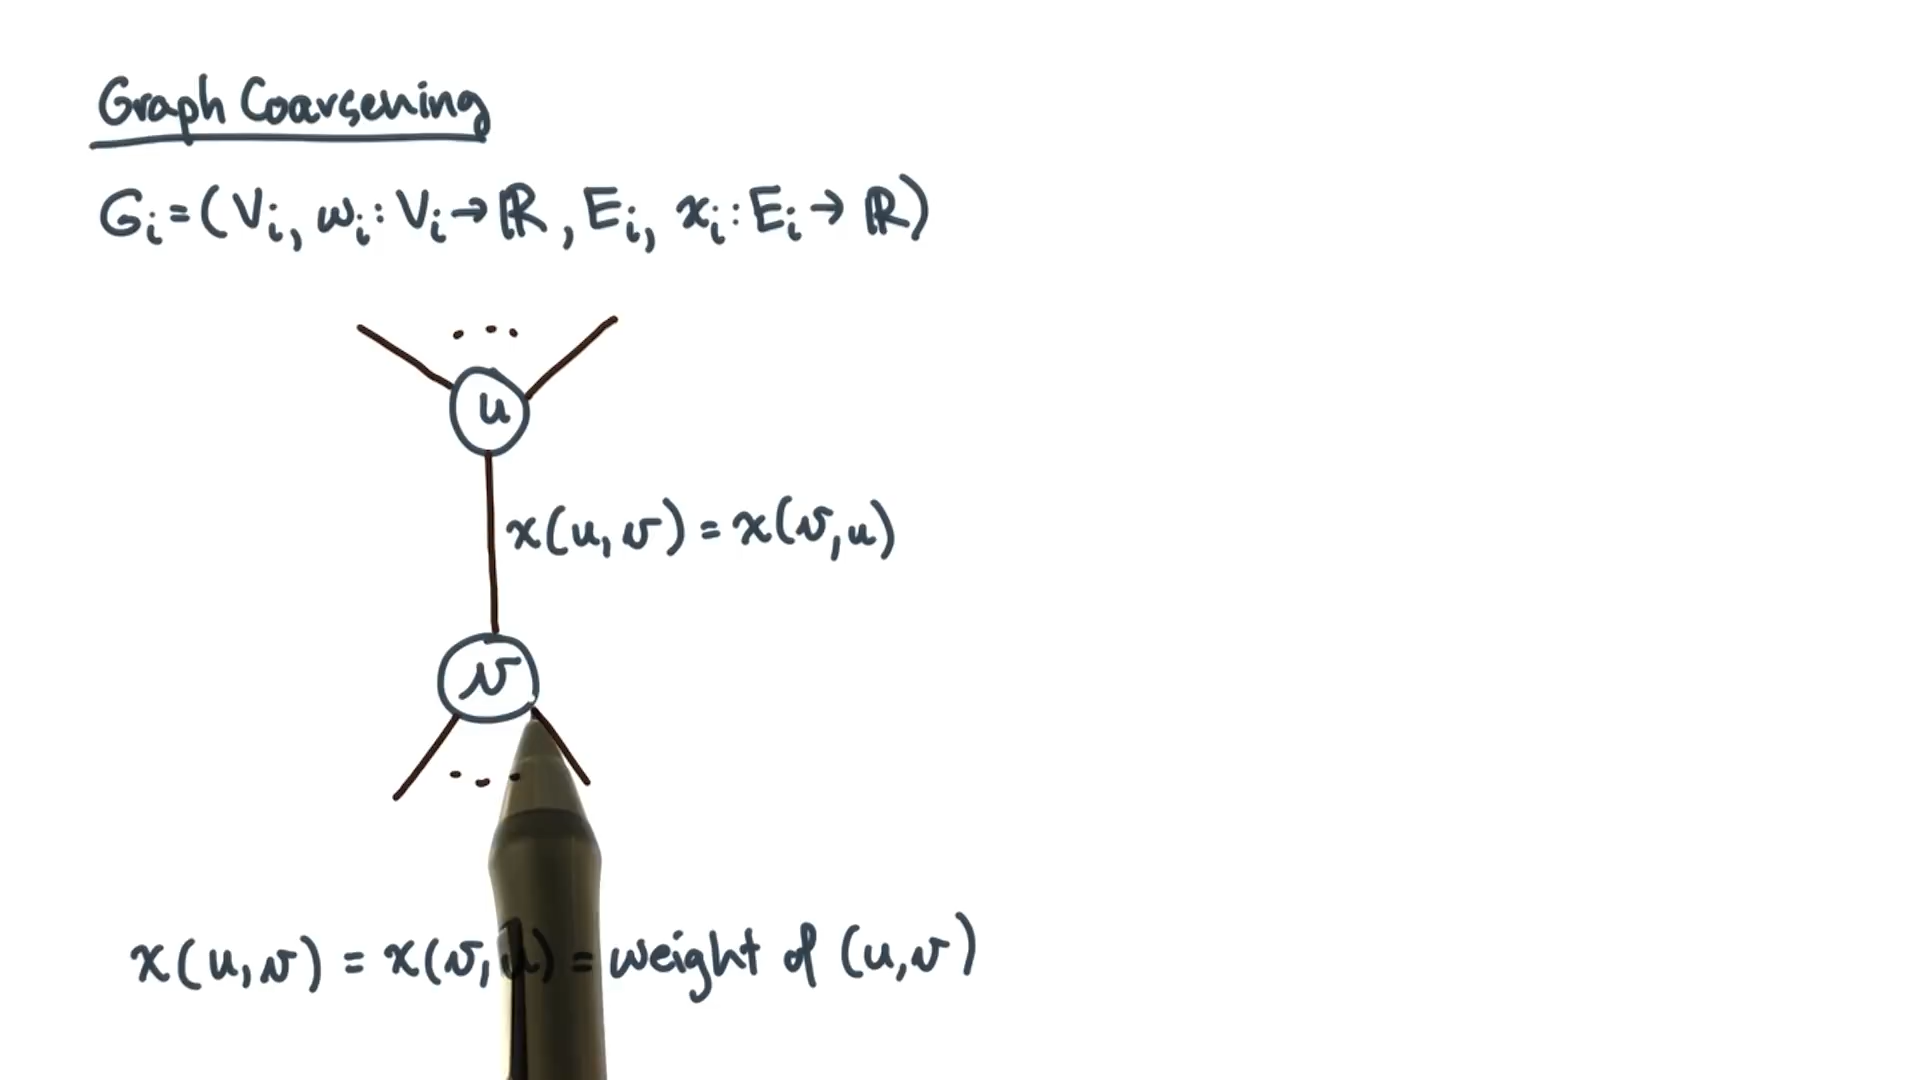 Graph Coarsening
Gᵢ = (Vᵢ, wᵢ: Vᵢ → ℝ, Eᵢ, xᵢ: Eᵢ → ℝ)
...
u
x(u,v) = x(v,u)
v
...
x(u,v) = x(v,u) = weight of (u,v)